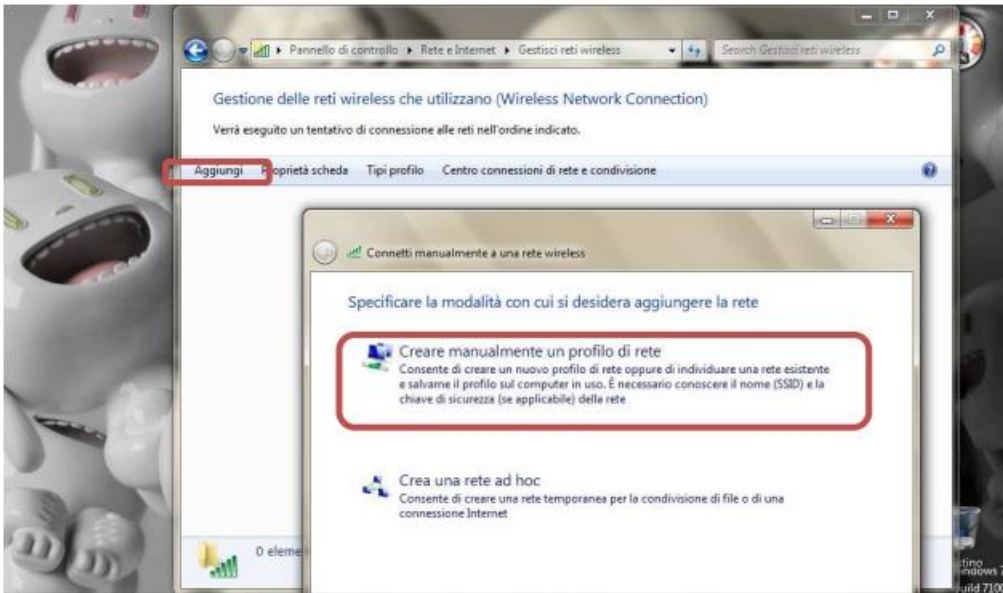 Pannello di controllo ▸ Rete e Internet ▸ Gestisci reti wireless
Search Gestisci reti wireless
Gestione delle reti wireless che utilizzano (Wireless Network Connection)
Verrà eseguito un tentativo di connessione alle reti nell'ordine indicato.
Aggiungi Proprietà scheda Tipi profilo Centro connessioni di rete e condivisione
Connetti manualmente a una rete wireless
Specificare la modalità con cui si desidera aggiungere la rete
Creare manualmente un profilo di rete
Consente di creare un nuovo profilo di rete oppure di individuare una rete esistente
e salvarne il profilo sul computer in uso. È necessario conoscere il nome (SSID) e la
chiave di sicurezza (se applicabile) della rete
Crea una rete ad hoc
Consente di creare una rete temporanea per la condivisione di file o di una
connessione Internet
0 eleme
stino
indows 7
uild 7100